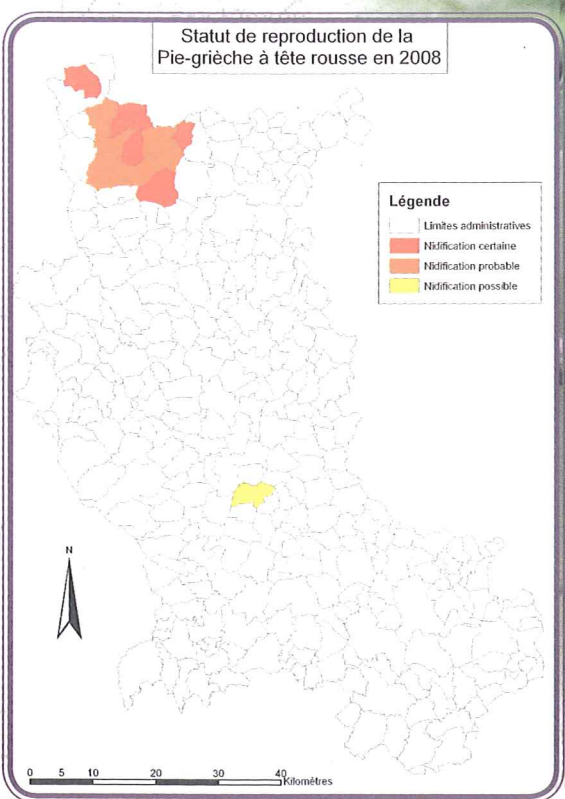 Statut de reproduction de la
Pie-grièche à tête rousse en 2008
Légende
Limites administratives
Nidification certaine
Nidification probable
Nidification possible
N
0 5 10 20 30 40
Kilomètres